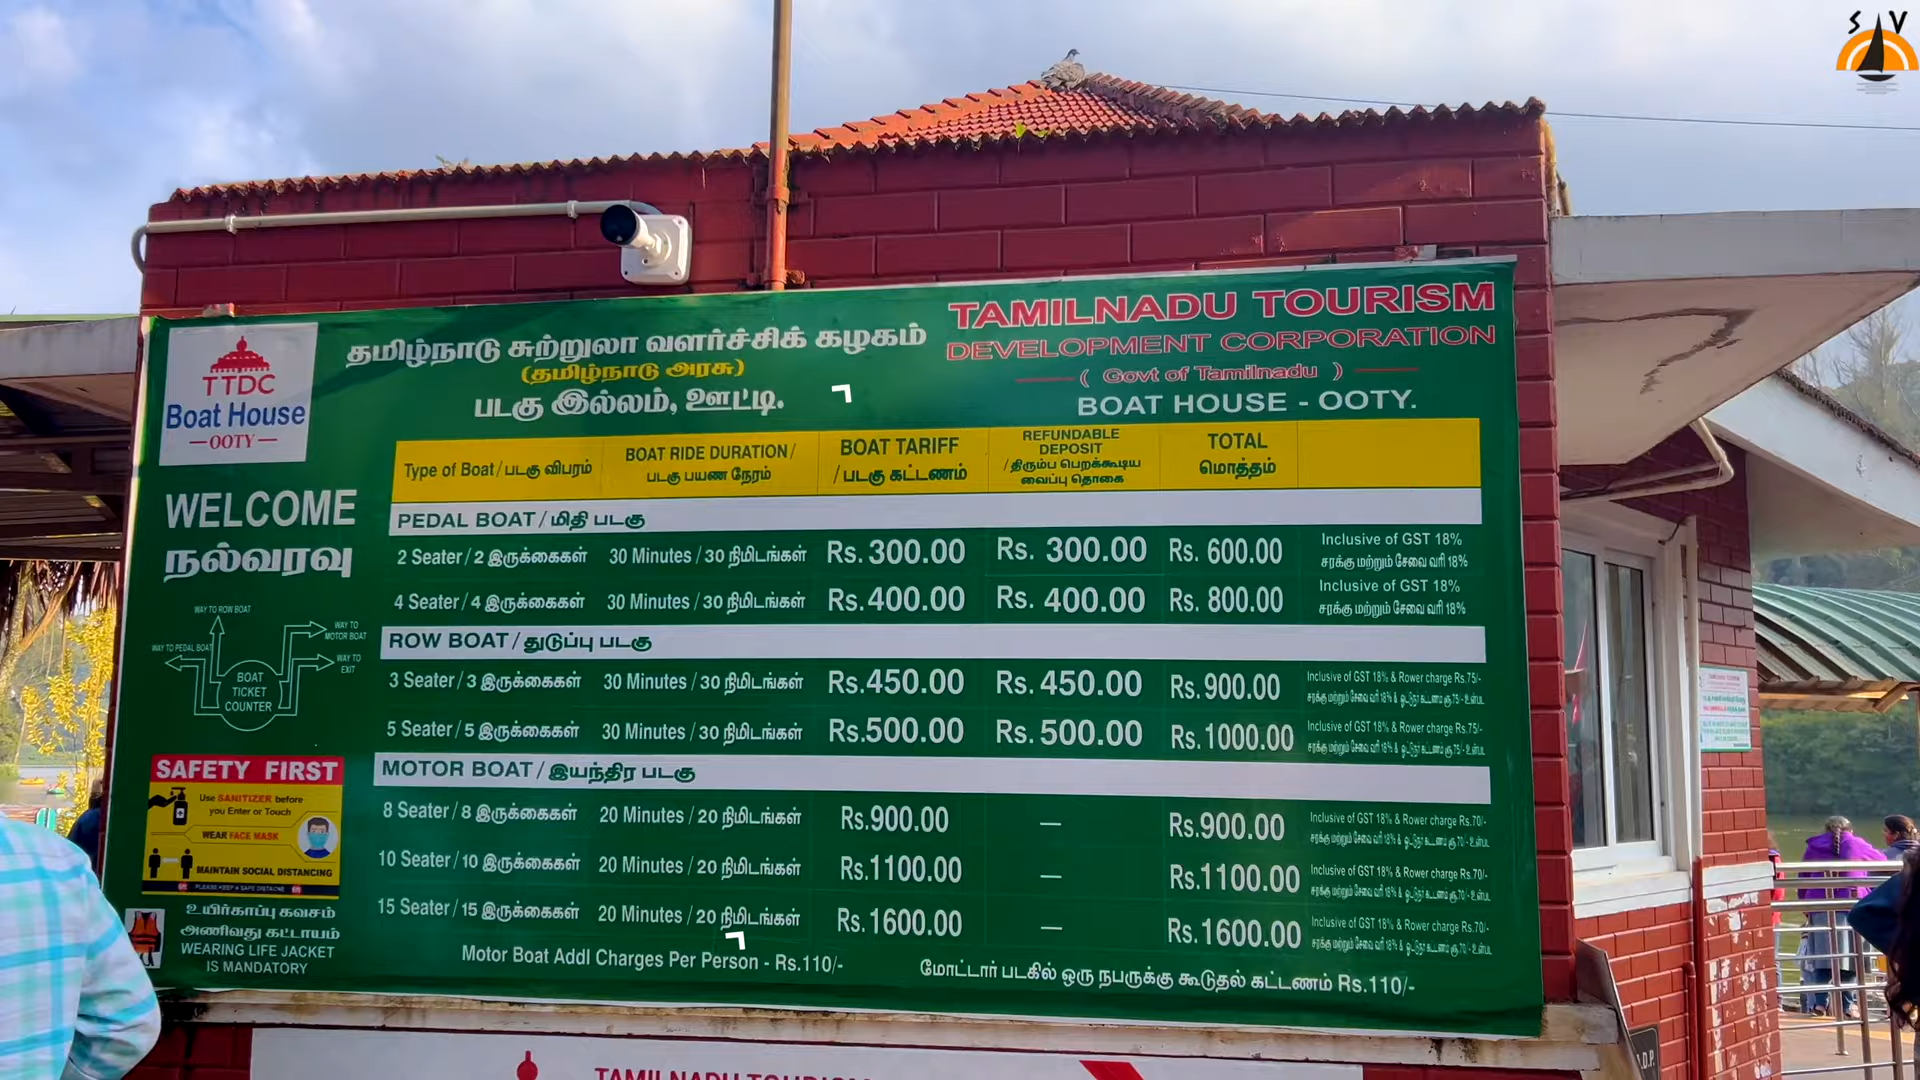 S V
தமிழ்நாடு சுற்றுலா வளர்ச்சிக் கழகம்
(தமிழ்நாடு அரசு)
படகு இல்லம், ஊட்டி.
TAMILNADU TOURISM
DEVELOPMENT CORPORATION
( Govt of Tamilnadu )
BOAT HOUSE - OOTY.
TTDC
Boat House
OOTY
WELCOME
நல்வரவு
WAY TO ROW BOAT
WAY TO MOTOR BOAT
WAY TO PEDAL BOAT
WAY TO EXIT
BOAT
TICKET
COUNTER
SAFETY FIRST
Use SANITIZER before
you Enter or Touch
WEAR FACE MASK
MAINTAIN SOCIAL DISTANCING
உயிர்காப்பு கவசம்
அணிவது கட்டாயம்
WEARING LIFE JACKET
IS MANDATORY
Type of Boat / படகு விபரம் BOAT RIDE DURATION / படகு பயண நேரம் BOAT TARIFF / படகு கட்டணம் REFUNDABLE DEPOSIT / திரும்ப பெறக்கூடிய வைப்பு தொகை TOTAL மொத்தம்
PEDAL BOAT / மிதி படகு
2 Seater / 2 இருக்கைகள் 30 Minutes / 30 நிமிடங்கள் Rs. 300.00 Rs. 300.00 Rs. 600.00 Inclusive of GST 18%
சரக்கு மற்றும் சேவை வரி 18%
4 Seater / 4 இருக்கைகள் 30 Minutes / 30 நிமிடங்கள் Rs.400.00 Rs. 400.00 Rs. 800.00 Inclusive of GST 18%
சரக்கு மற்றும் சேவை வரி 18%
ROW BOAT / துடுப்பு படகு
3 Seater / 3 இருக்கைகள் 30 Minutes / 30 நிமிடங்கள் Rs.450.00 Rs. 450.00 Rs.900.00 Inclusive of GST 18% & Rower charge Rs.75/-
5 Seater / 5 இருக்கைகள் 30 Minutes / 30 நிமிடங்கள் Rs.500.00 Rs. 500.00 Rs.1000.00 Inclusive of GST 18% & Rower charge Rs.75/-
MOTOR BOAT / இயந்திர படகு
8 Seater / 8 இருக்கைகள் 20 Minutes / 20 நிமிடங்கள் Rs.900.00 — Rs.900.00 Inclusive of GST 18% & Rower charge Rs.70/-
10 Seater / 10 இருக்கைகள் 20 Minutes / 20 நிமிடங்கள் Rs.1100.00 — Rs.1100.00 Inclusive of GST 18% & Rower charge Rs.70/-
15 Seater / 15 இருக்கைகள் 20 Minutes / 20 நிமிடங்கள் Rs.1600.00 — Rs.1600.00 Inclusive of GST 18% & Rower charge Rs.70/-
Motor Boat Addl Charges Per Person - Rs.110/-
மோட்டார் படகில் ஒரு நபருக்கு கூடுதல் கட்டணம் Rs.110/-
TAMILNADU TOURISM